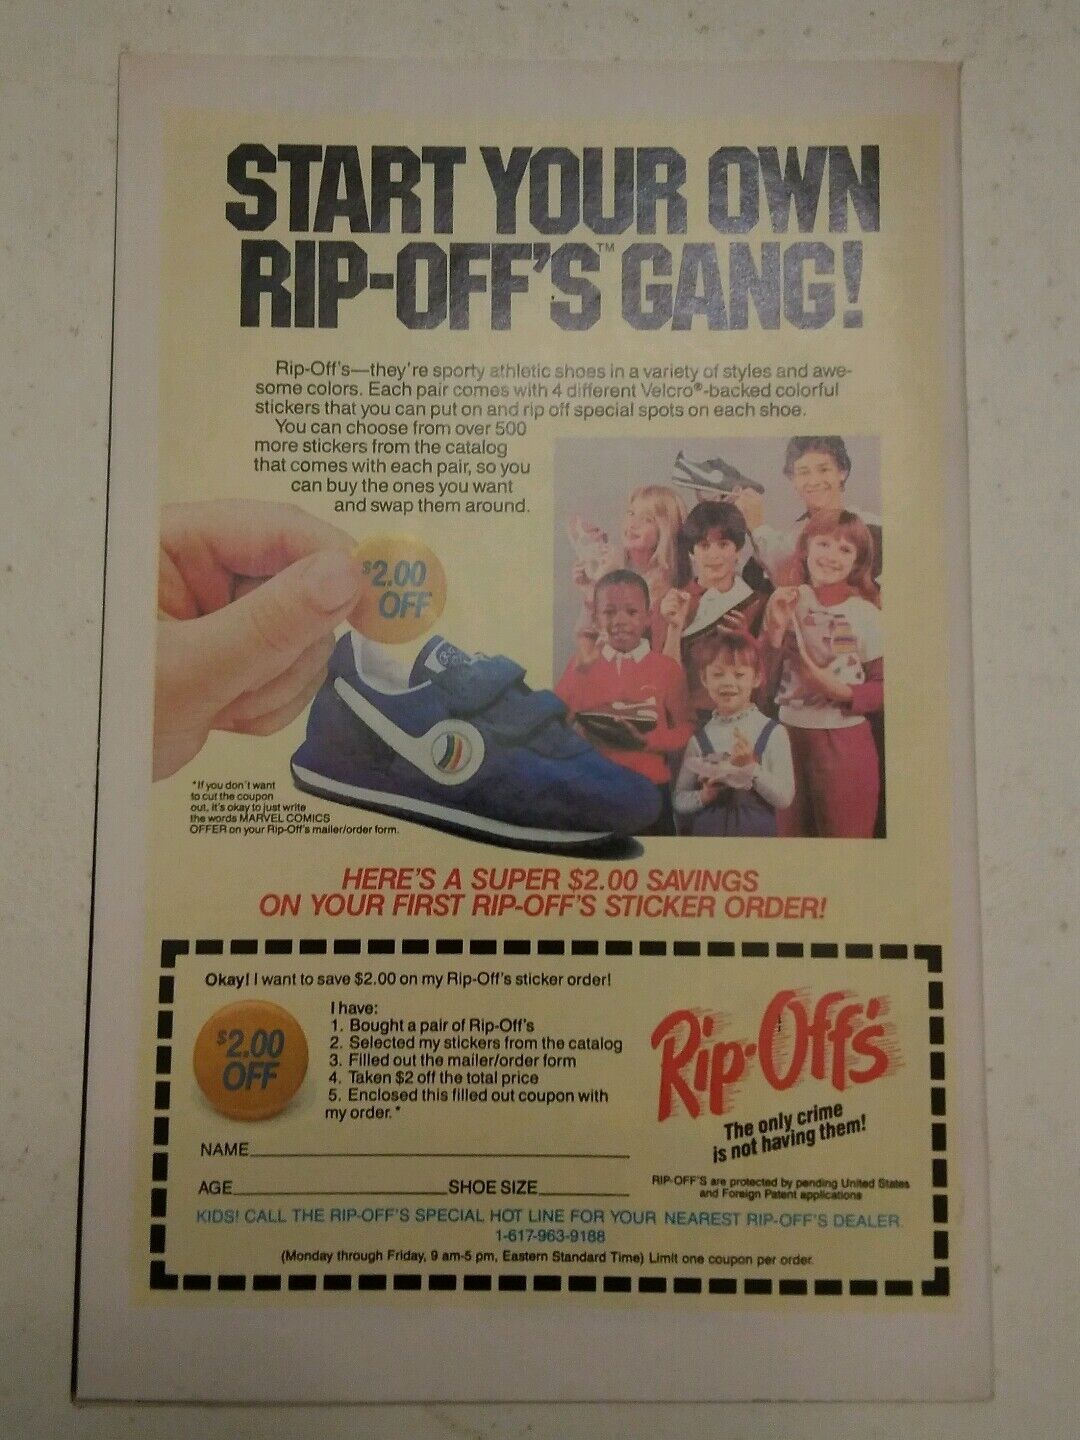 START YOUR OWN
RIP-OFF'S™ GANG!
Rip-Off's—they're sporty athletic shoes in a variety of styles and awe-
some colors. Each pair comes with 4 different Velcro®-backed colorful
stickers that you can put on and rip off special spots on each shoe.
You can choose from over 500
more stickers from the catalog
that comes with each pair, so you
can buy the ones you want
and swap them around.
$2.00
OFF
*If you don't want
to cut the coupon
out, it's okay to just write
the words MARVEL COMICS
OFFER on your Rip-Off's mailer/order form.
HERE'S A SUPER $2.00 SAVINGS
ON YOUR FIRST RIP-OFF'S STICKER ORDER!
Okay! I want to save $2.00 on my Rip-Off's sticker order!
$2.00
OFF
I have:
1. Bought a pair of Rip-Off's
2. Selected my stickers from the catalog
3. Filled out the mailer/order form
4. Taken $2 off the total price
5. Enclosed this filled out coupon with
my order.*
NAME
AGE SHOE SIZE
Rip-Off's
The only crime
is not having them!
RIP-OFF'S are protected by pending United States
and Foreign Patent applications
KIDS! CALL THE RIP-OFF'S SPECIAL HOT LINE FOR YOUR NEAREST RIP-OFF'S DEALER.
1-617-963-9188
(Monday through Friday, 9 am-5 pm, Eastern Standard Time) Limit one coupon per order.